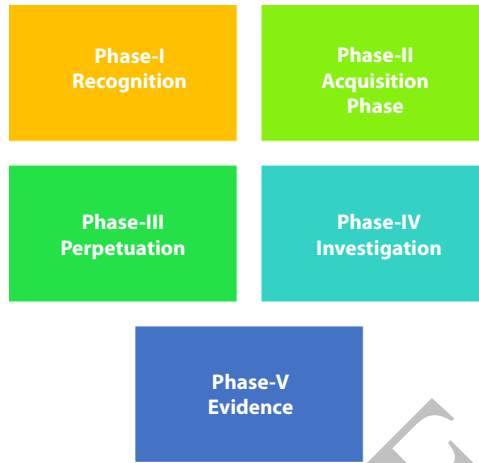 Phase-I
Recognition
Phase-II
Acquisition
Phase
Phase-III
Perpetuation
Phase-IV
Investigation
Phase-V
Evidence